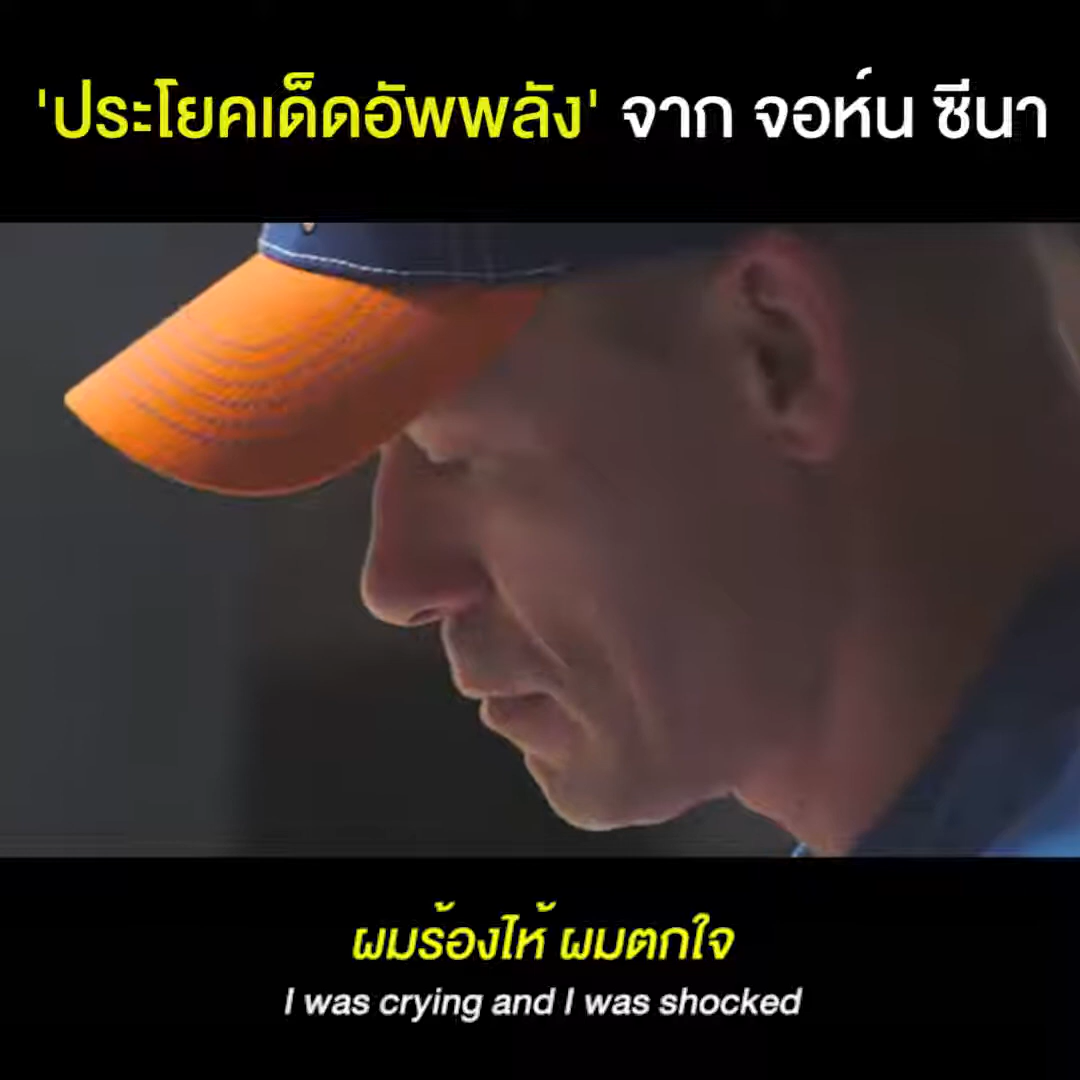 'ประโยคเด็ดอัพพลัง' จาก จอห์น ซีนา
ผมร้องไห้ ผมตกใจ
I was crying and I was shocked